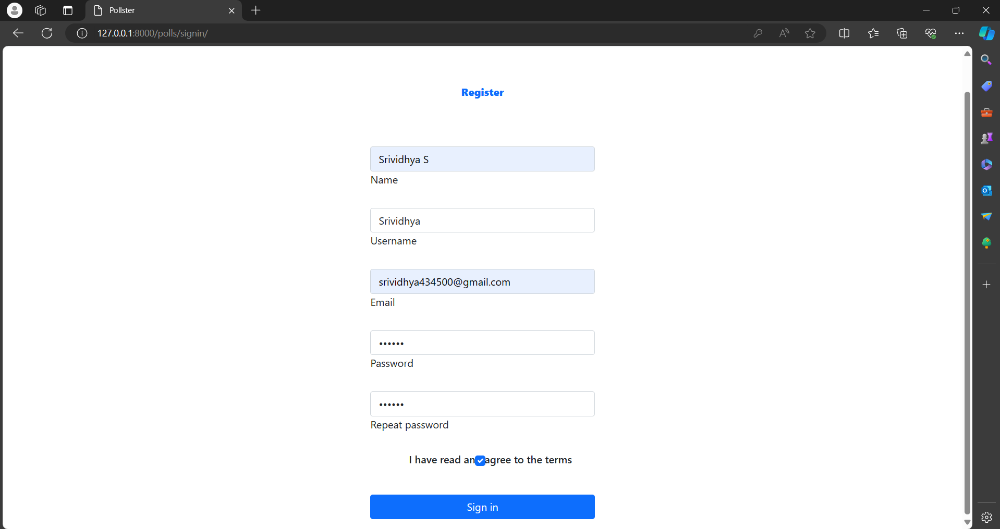 Pollster
127.0.0.1:8000/polls/signin/
Register
Srividhya S
Name
Srividhya
Username
srividhya434500@gmail.com
Email
••••••
Password
••••••
Repeat password
I have read an agree to the terms
Sign in